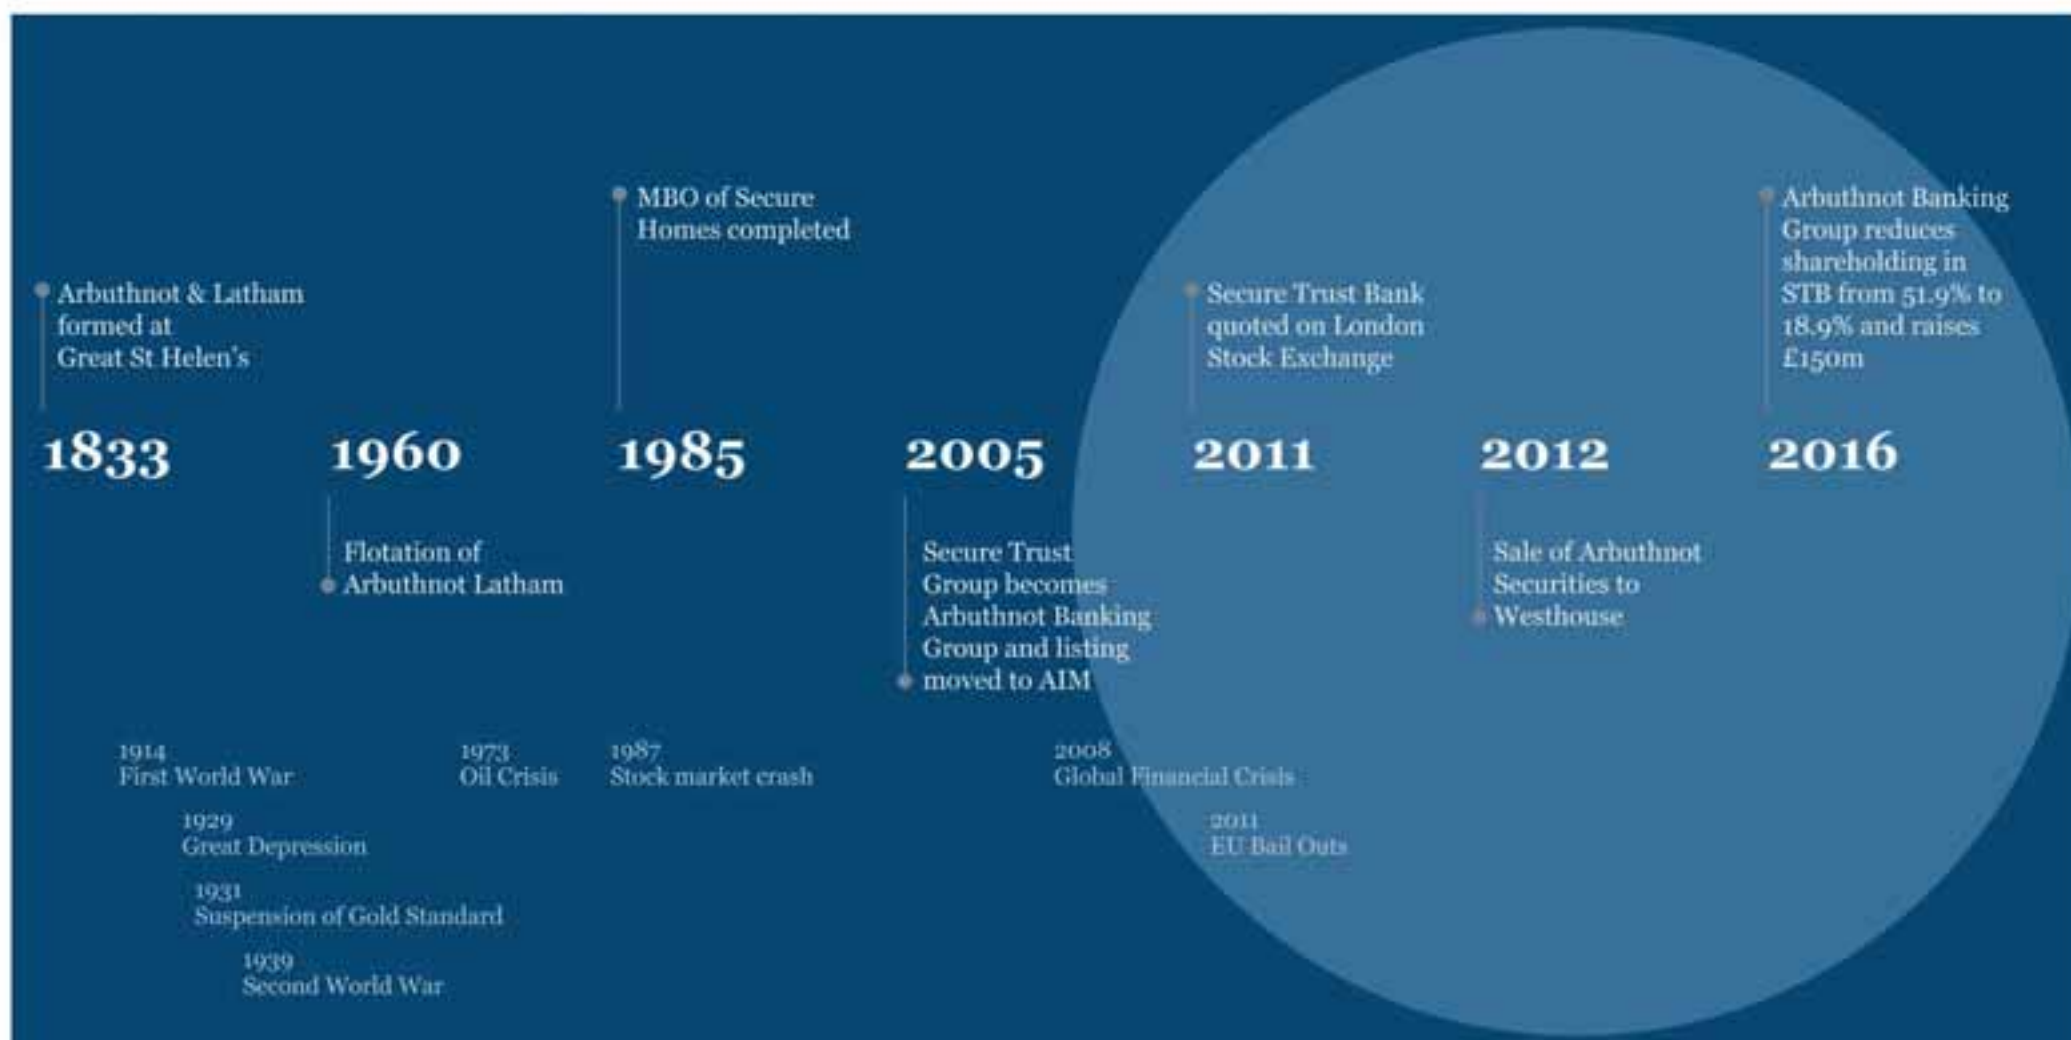 MBO of Secure
Homes completed
Arbuthnot Banking
Group reduces
shareholding in
STB from 51.9% to
18.9% and raises
£150m
Arbuthnot & Latham
formed at
Great St Helen's
Secure Trust Bank
quoted on London
Stock Exchange
1833
1960
1985
2005
2011
2012
2016
Flotation of
Arbuthnot Latham
Secure Trust
Group becomes
Arbuthnot Banking
Group and listing
moved to AIM
Sale of Arbuthnot
Securities to
Westhouse
1914
First World War
1973
Oil Crisis
1987
Stock market crash
2008
Global Financial Crisis
1929
Great Depression
2011
EU Bail Outs
1931
Suspension of Gold Standard
1939
Second World War